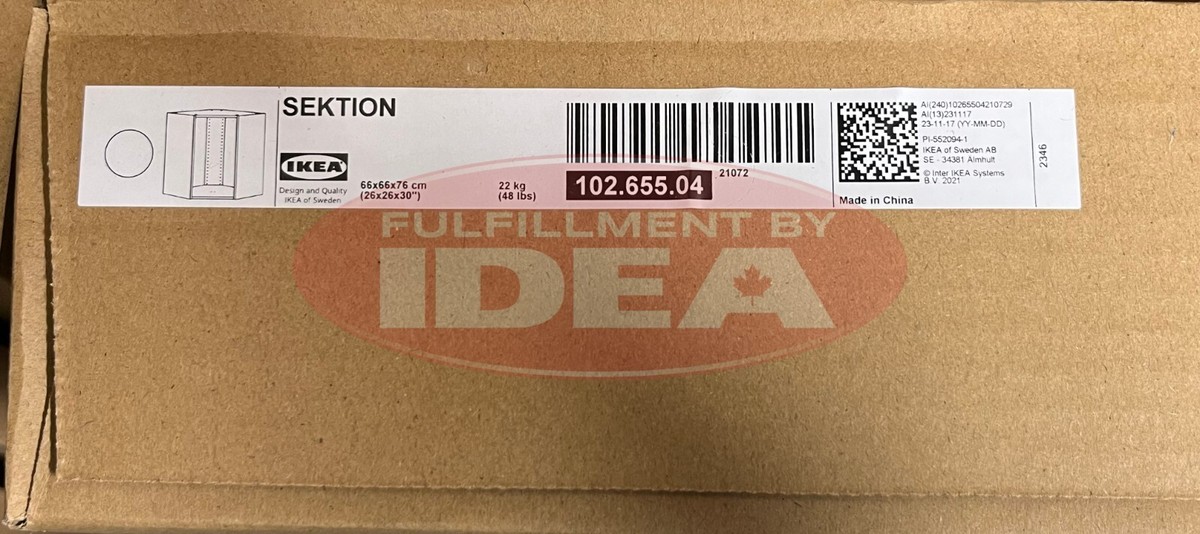 SEKTION
IKEA
Design and Quality
IKEA of Sweden
66x66x76 cm
(26x26x30")
22 kg
(48 lbs)
21072
102.655.04
AI(240)10265504210729
AI(13)231117
23-11-17 (YY-MM-DD)
PI-552094-1
IKEA of Sweden AB
SE - 34381 Älmhult
© Inter IKEA Systems
B.V. 2021
Made in China
2346
FULFILLMENT BY
IDEA